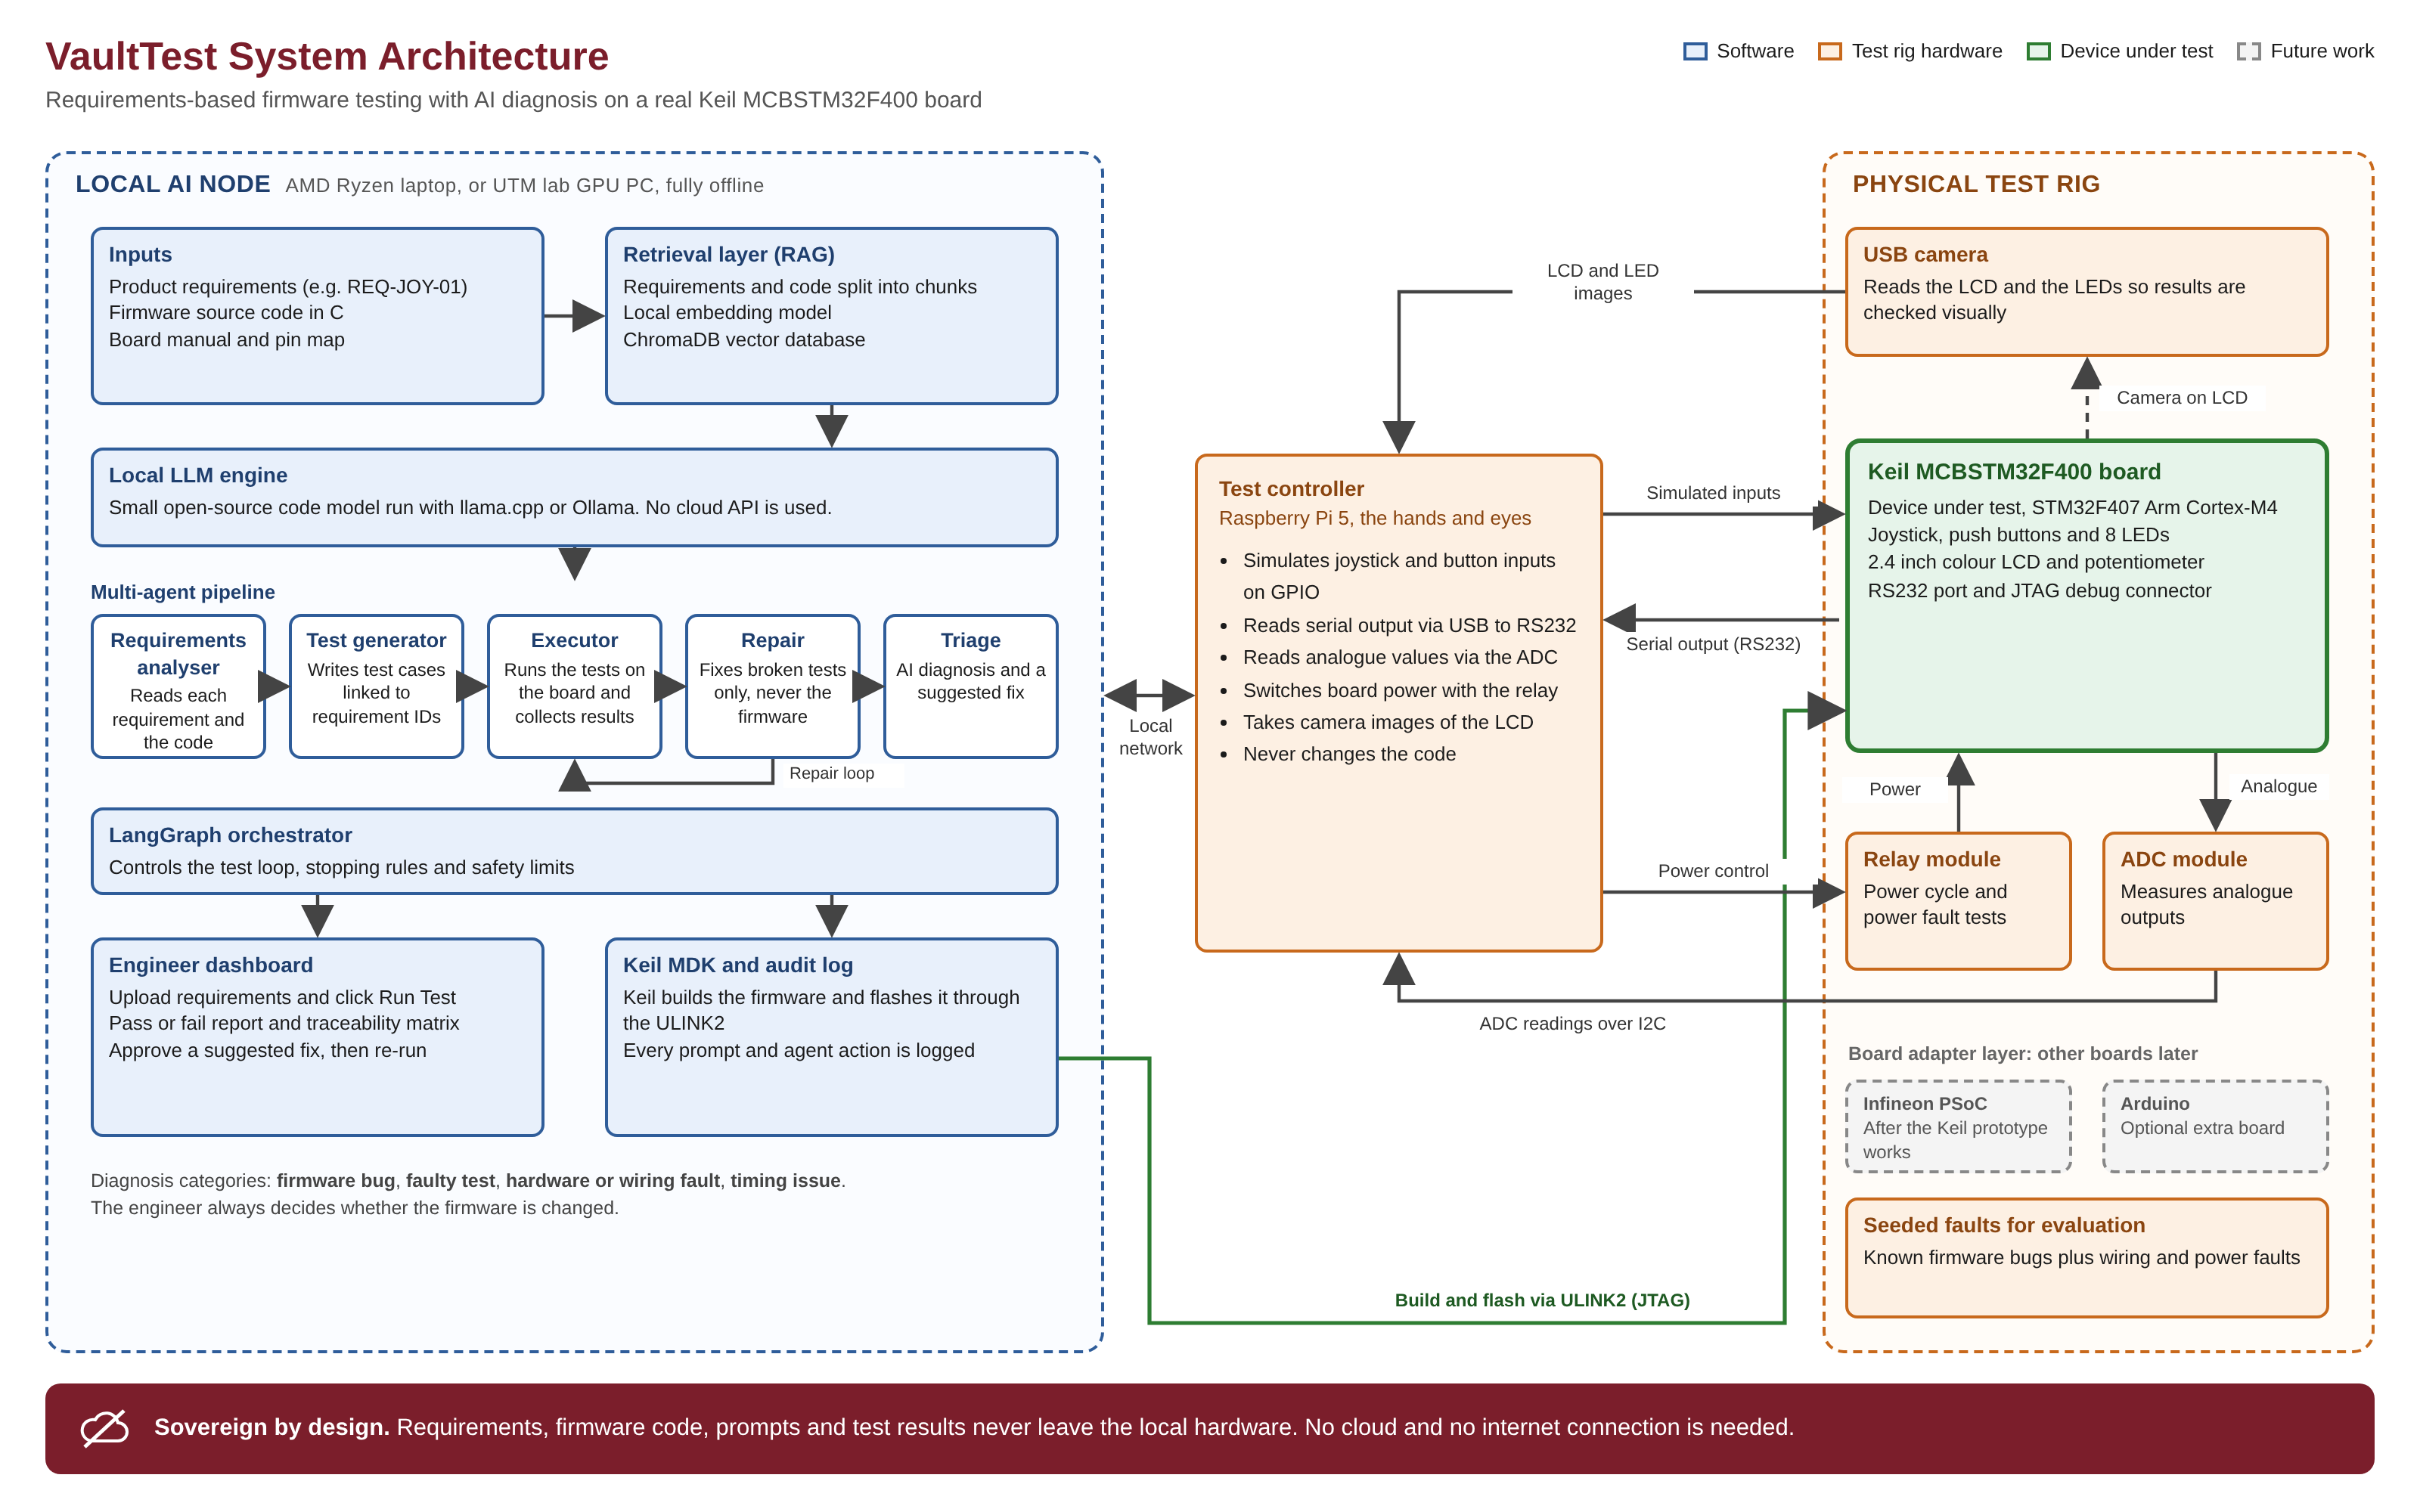 VaultTest System Architecture
Requirements-based firmware testing with AI diagnosis on a real Keil MCBSTM32F400 board
Software
Test rig hardware
Device under test
Future work
LOCAL AI NODE AMD Ryzen laptop, or UTM lab GPU PC, fully offline
Inputs
Product requirements (e.g. REQ-JOY-01)
Firmware source code in C
Board manual and pin map
Retrieval layer (RAG)
Requirements and code split into chunks
Local embedding model
ChromaDB vector database
Local LLM engine
Small open-source code model run with llama.cpp or Ollama. No cloud API is used.
Multi-agent pipeline
Requirements
analyser
Reads each
requirement and
the code
Test generator
Writes test cases
linked to
requirement IDs
Executor
Runs the tests on
the board and
collects results
Repair
Fixes broken tests
only, never the
firmware
Triage
AI diagnosis and a
suggested fix
Repair loop
LangGraph orchestrator
Controls the test loop, stopping rules and safety limits
Engineer dashboard
Upload requirements and click Run Test
Pass or fail report and traceability matrix
Approve a suggested fix, then re-run
Keil MDK and audit log
Keil builds the firmware and flashes it through
the ULINK2
Every prompt and agent action is logged
Diagnosis categories: firmware bug, faulty test, hardware or wiring fault, timing issue.
The engineer always decides whether the firmware is changed.
Local
network
LCD and LED
images
Test controller
Raspberry Pi 5, the hands and eyes
• Simulates joystick and button inputs
on GPIO
• Reads serial output via USB to RS232
• Reads analogue values via the ADC
• Switches board power with the relay
• Takes camera images of the LCD
• Never changes the code
Simulated inputs
Serial output (RS232)
Power control
ADC readings over I2C
Build and flash via ULINK2 (JTAG)
PHYSICAL TEST RIG
USB camera
Reads the LCD and the LEDs so results are
checked visually
Camera on LCD
Keil MCBSTM32F400 board
Device under test, STM32F407 Arm Cortex-M4
Joystick, push buttons and 8 LEDs
2.4 inch colour LCD and potentiometer
RS232 port and JTAG debug connector
Power
Analogue
Relay module
Power cycle and
power fault tests
ADC module
Measures analogue
outputs
Board adapter layer: other boards later
Infineon PSoC
After the Keil prototype
works
Arduino
Optional extra board
Seeded faults for evaluation
Known firmware bugs plus wiring and power faults
Sovereign by design. Requirements, firmware code, prompts and test results never leave the local hardware. No cloud and no internet connection is needed.